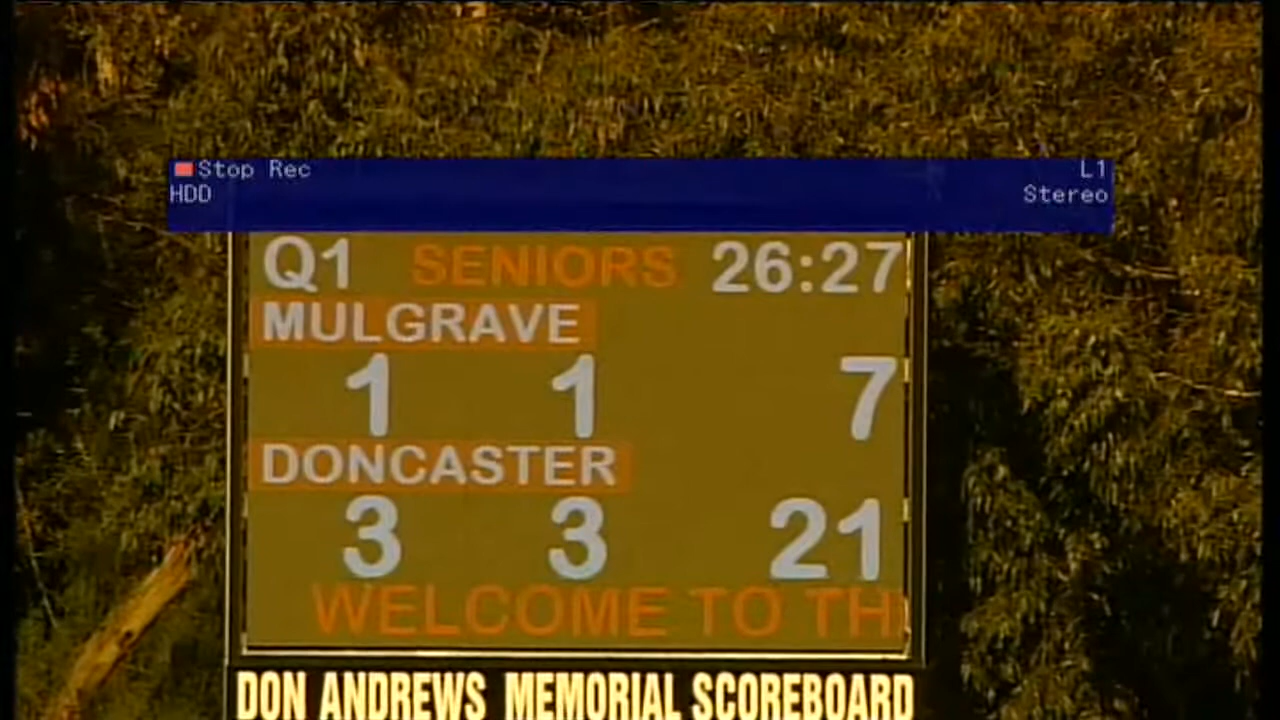 Stop Rec L1
HDD Stereo
Q1 SENIORS 26:27
MULGRAVE
1 1 7
DONCASTER
3 3 21
WELCOME TO TH
DON ANDREWS MEMORIAL SCOREBOARD